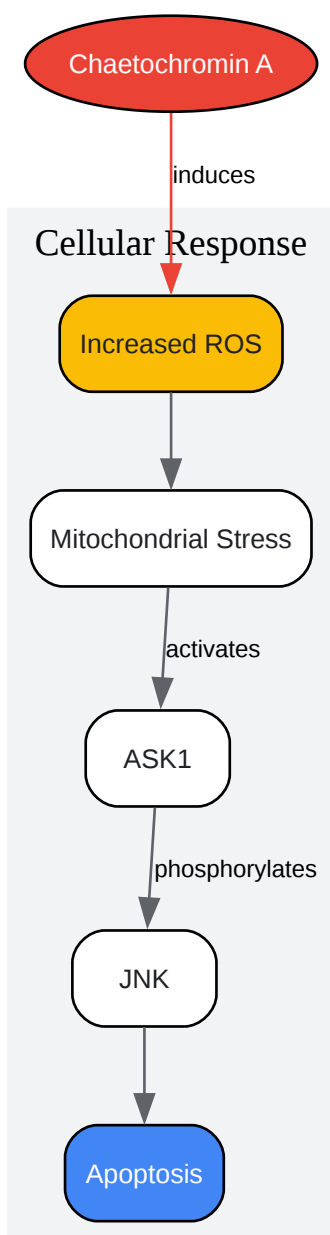 Chaetochromin A
induces
Cellular Response
Increased ROS
Mitochondrial Stress
activates
ASK1
phosphorylates
JNK
Apoptosis